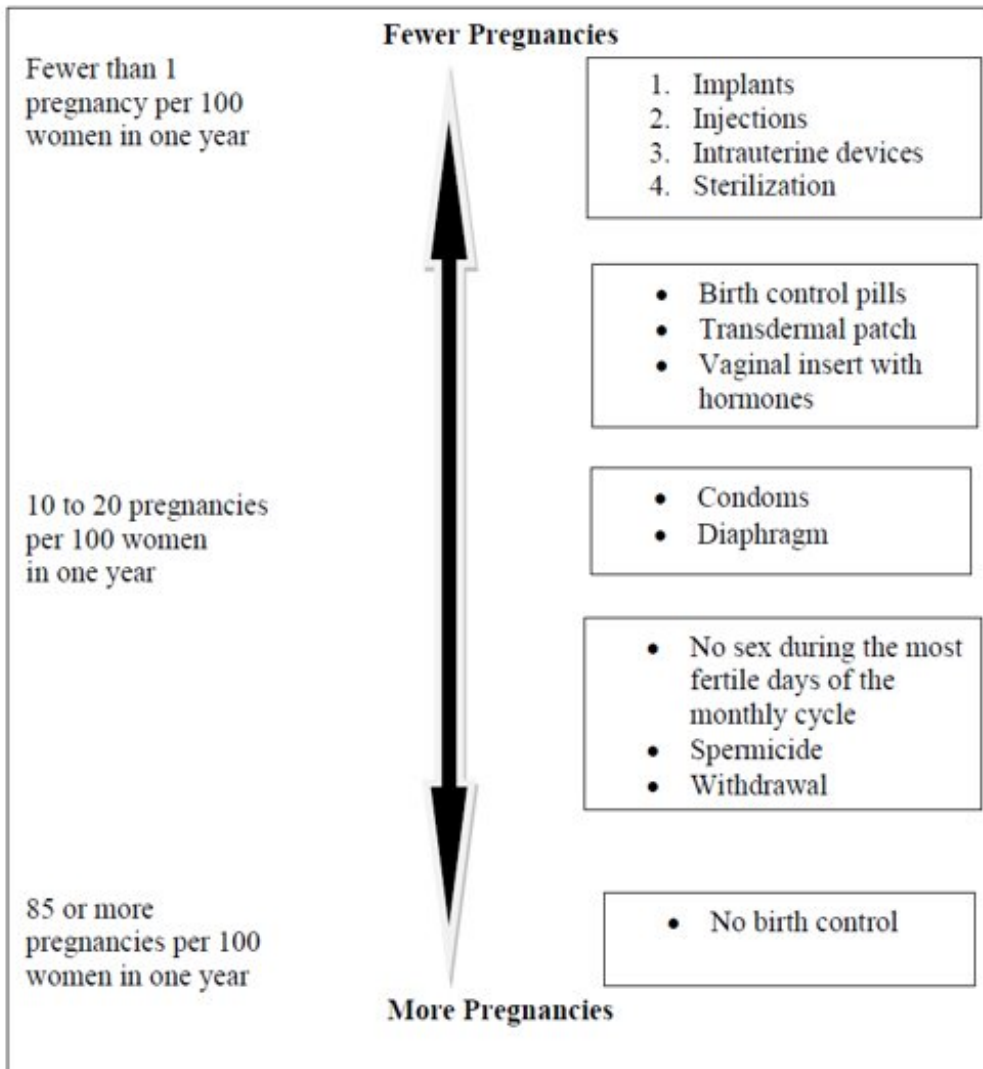 Fewer Pregnancies
Fewer than 1
pregnancy per 100
women in one year
1. Implants
2. Injections
3. Intrauterine devices
4. Sterilization
• Birth control pills
• Transdermal patch
• Vaginal insert with
hormones
10 to 20 pregnancies
per 100 women
in one year
• Condoms
• Diaphragm
• No sex during the most
fertile days of the
monthly cycle
• Spermicide
• Withdrawal
85 or more
pregnancies per 100
women in one year
• No birth control
More Pregnancies